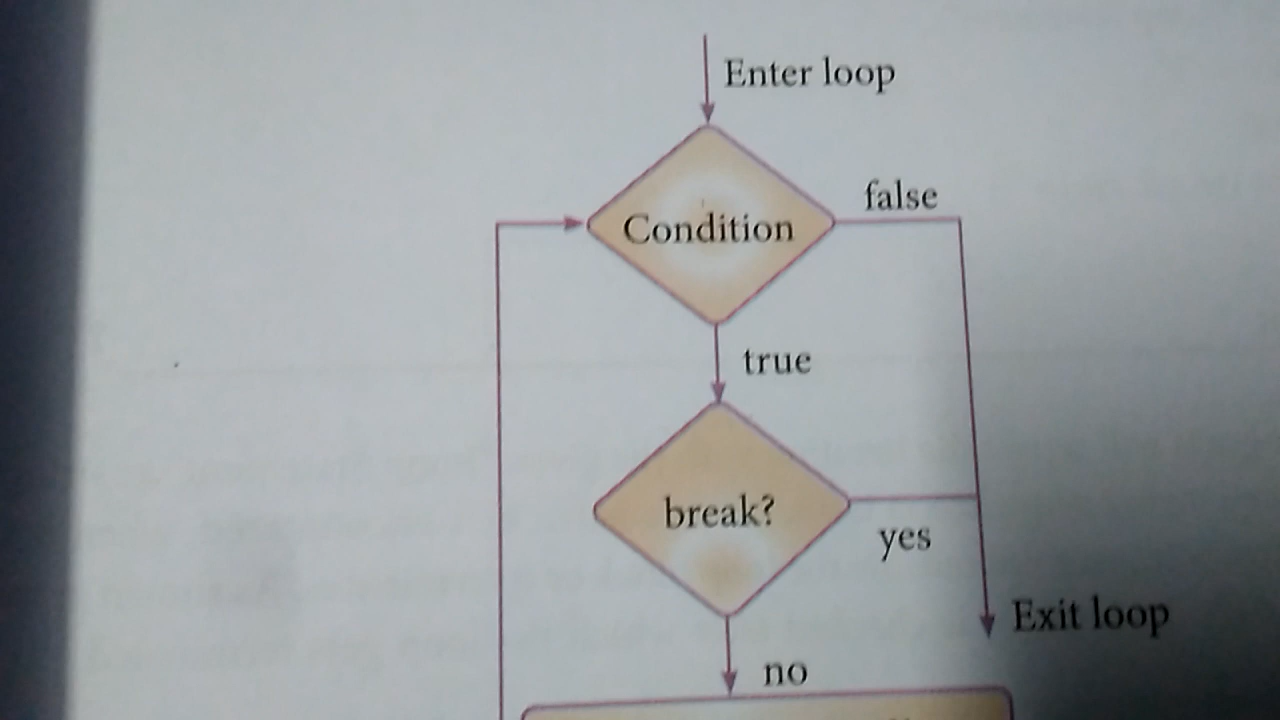 Enter loop
false
Condition
true
break?
yes
Exit loop
no